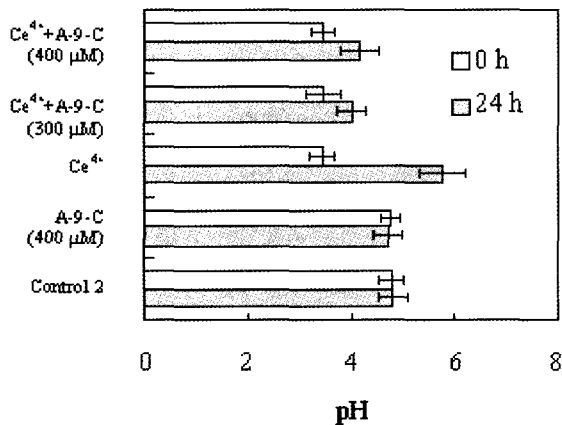 Ce⁴⁺+A-9-C
(400 μM)
Ce⁴⁺+A-9-C
(300 μM)
Ce⁴⁺
A-9-C
(400 μM)
Control 2
0 h
24 h
0 2 4 6 8
pH